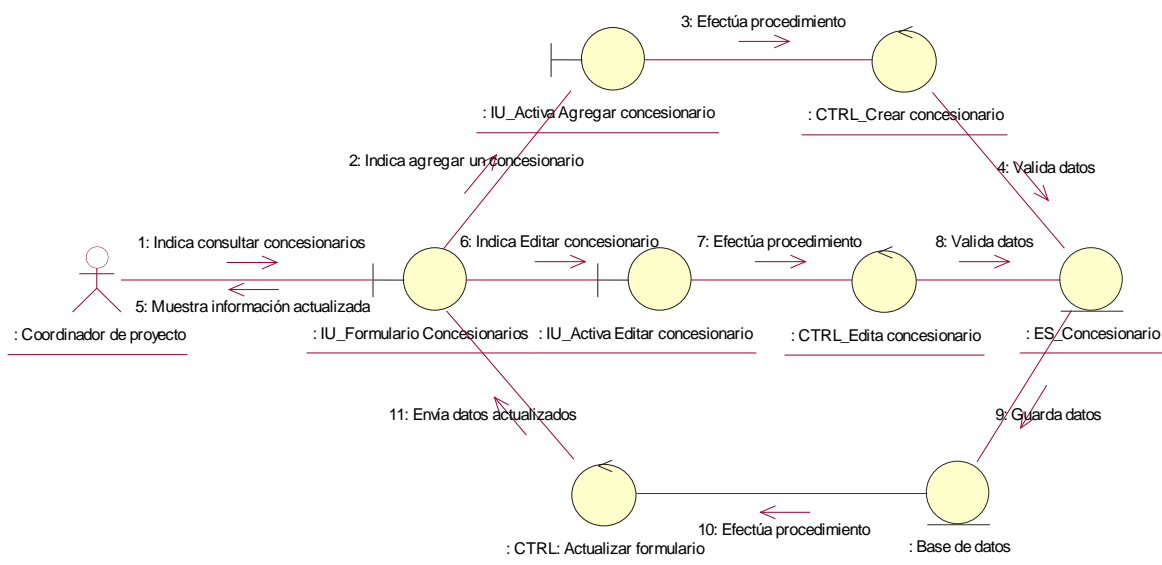 3: Efectúa procedimiento
: IU_Activa Agregar concesionario
: CTRL_Crear concesionario
2: Indica agregar un concesionario
4: Valida datos
1: Indica consultar concesionarios
6: Indica Editar concesionario
7: Efectúa procedimiento
8: Valida datos
5: Muestra información actualizada
: Coordinador de proyecto
: IU_Formulario Concesionarios
: IU_Activa Editar concesionario
: CTRL_Edita concesionario
: ES_Concesionario
11: Envía datos actualizados
9: Guarda datos
10: Efectúa procedimiento
: CTRL: Actualizar formulario
: Base de datos